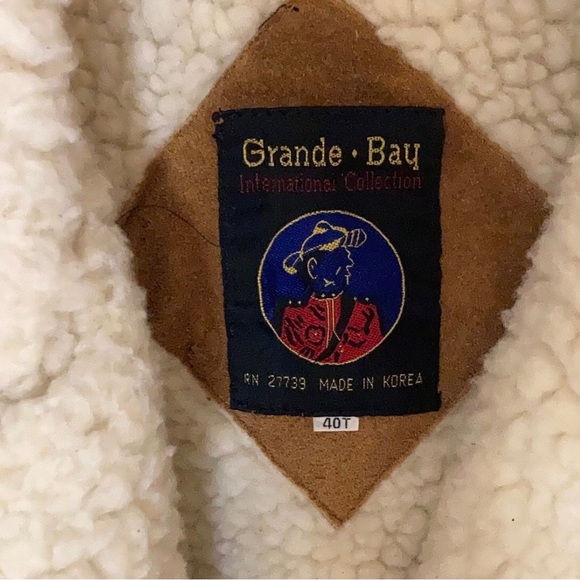 Grande · Bay
International Collection
RN 27739 MADE IN KOREA
40T